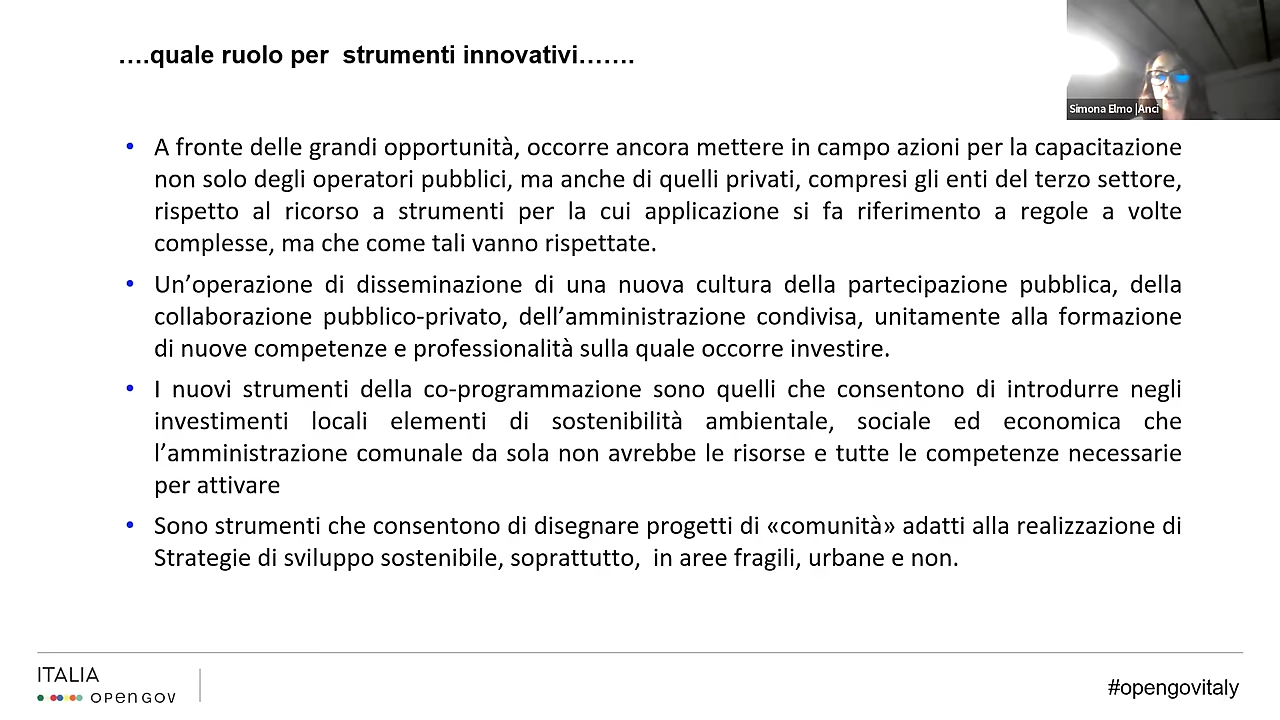 ….quale ruolo per  strumenti innovativi…….
Simona Elmo |Anci
• A fronte delle grandi opportunità, occorre ancora mettere in campo azioni per la capacitazione
non solo degli operatori pubblici, ma anche di quelli privati, compresi gli enti del terzo settore,
rispetto al ricorso a strumenti per la cui applicazione si fa riferimento a regole a volte
complesse, ma che come tali vanno rispettate.
• Un’operazione di disseminazione di una nuova cultura della partecipazione pubblica, della
collaborazione pubblico-privato, dell’amministrazione condivisa, unitamente alla formazione
di nuove competenze e professionalità sulla quale occorre investire.
• I nuovi strumenti della co-programmazione sono quelli che consentono di introdurre negli
investimenti locali elementi di sostenibilità ambientale, sociale ed economica che
l’amministrazione comunale da sola non avrebbe le risorse e tutte le competenze necessarie
per attivare
• Sono strumenti che consentono di disegnare progetti di «comunità» adatti alla realizzazione di
Strategie di sviluppo sostenibile, soprattutto,  in aree fragili, urbane e non.
ITALIA
OPEN GOV
#opengovitaly